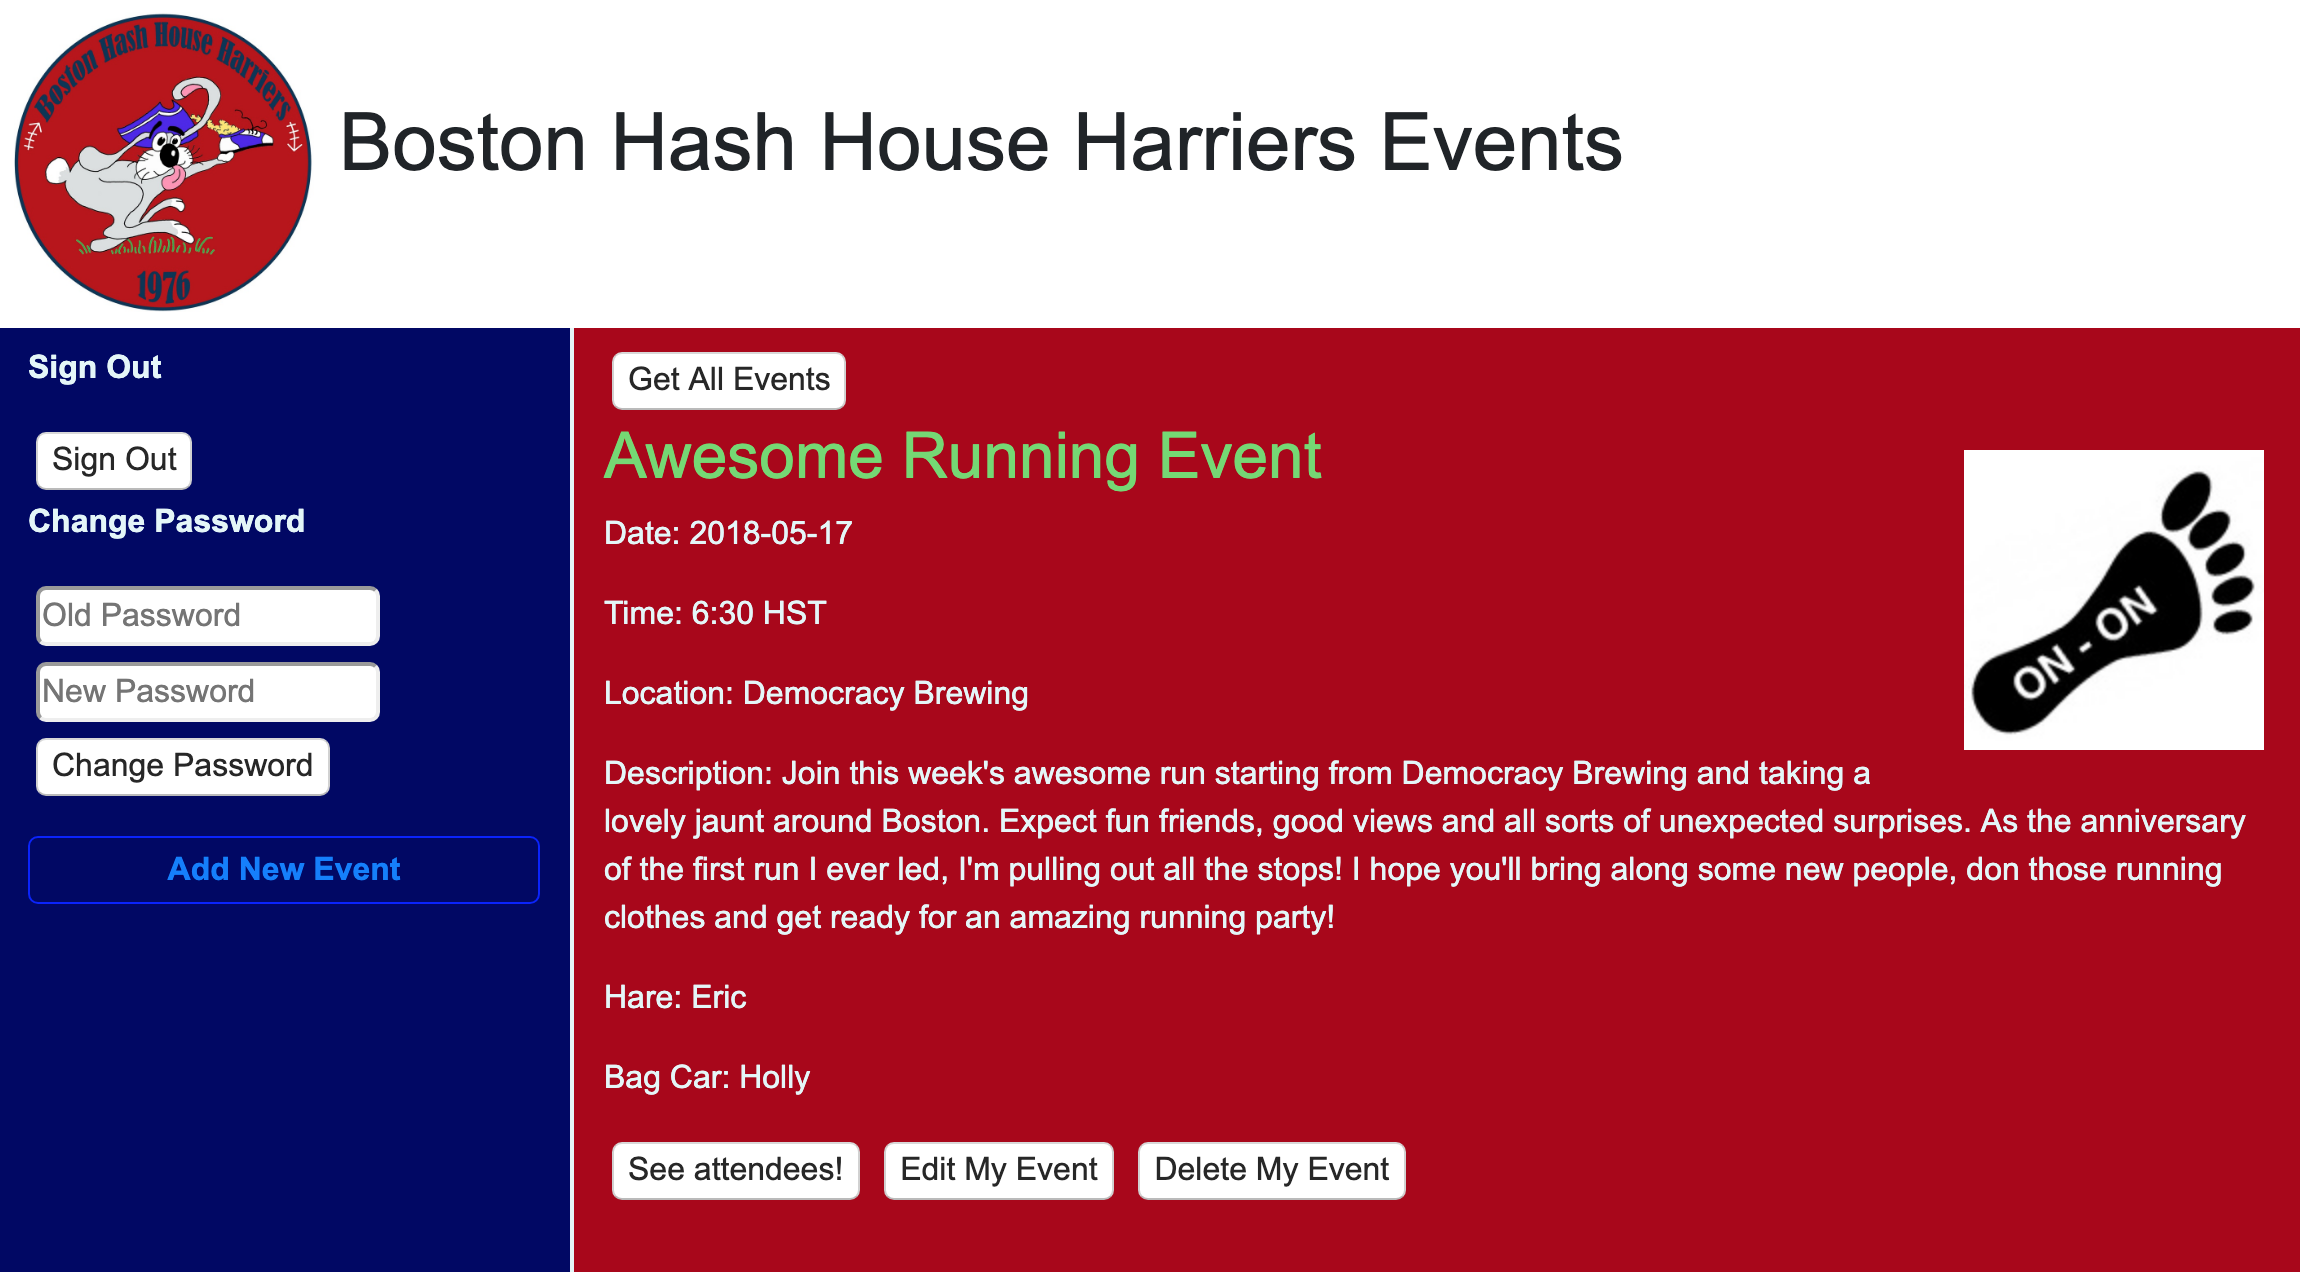 Boston Hash House Harriers
1976
Boston Hash House Harriers Events
Sign Out
Sign Out
Change Password
Old Password
New Password
Change Password
Add New Event
Get All Events
Awesome Running Event
Date: 2018-05-17
Time: 6:30 HST
Location: Democracy Brewing
Description: Join this week's awesome run starting from Democracy Brewing and taking a
lovely jaunt around Boston. Expect fun friends, good views and all sorts of unexpected surprises. As the anniversary
of the first run I ever led, I'm pulling out all the stops! I hope you'll bring along some new people, don those running
clothes and get ready for an amazing running party!
Hare: Eric
Bag Car: Holly
See attendees!
Edit My Event
Delete My Event
ON - ON